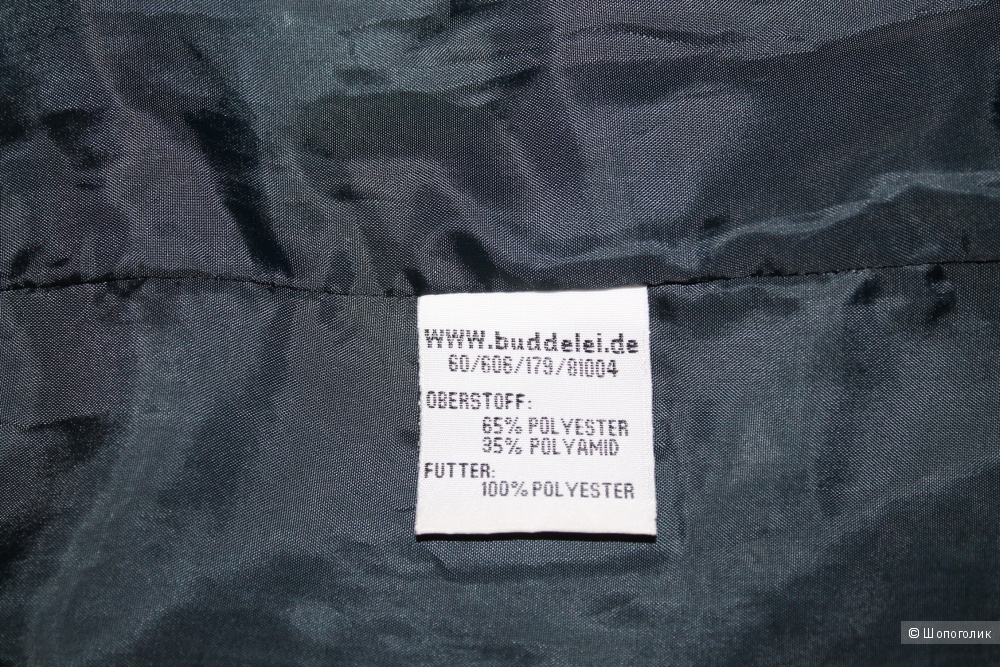 WWW.buddelei.de
60/606/179/81004
OBERSTOFF:
65% POLYESTER
35% POLYAMID
FUTTER:
100% POLYESTER
© Шопоголик